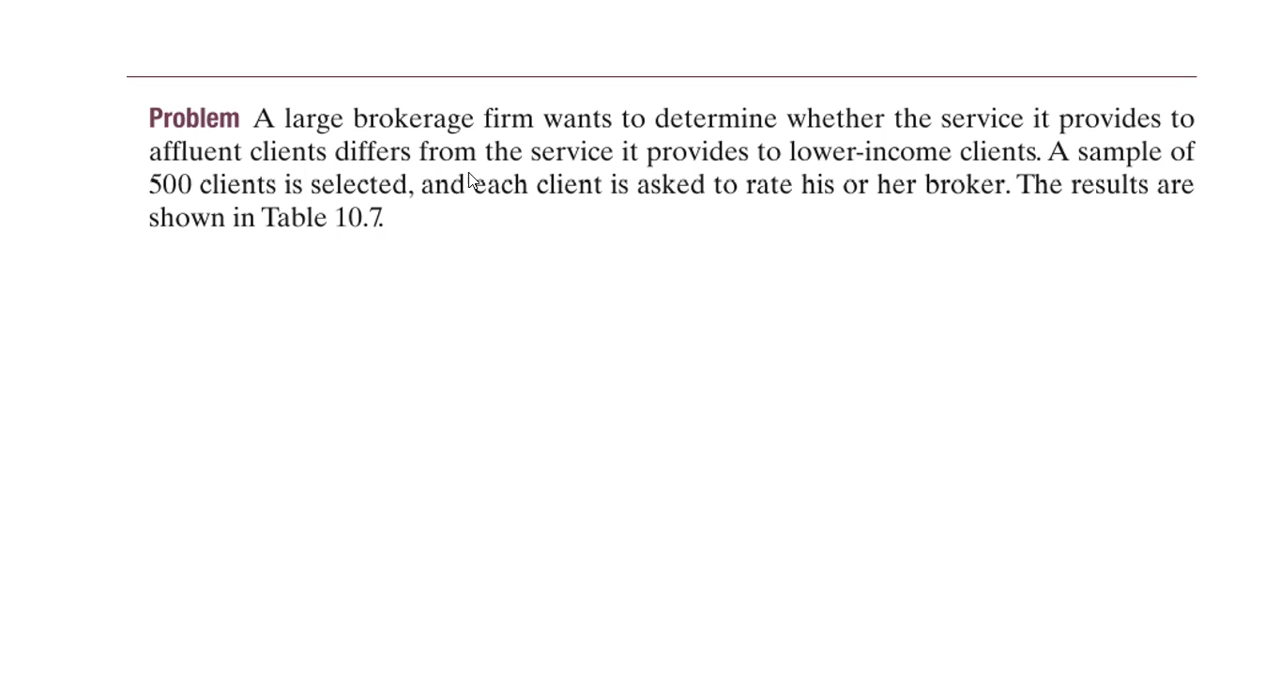 Problem A large brokerage firm wants to determine whether the service it provides to
affluent clients differs from the service it provides to lower-income clients. A sample of
500 clients is selected, and each client is asked to rate his or her broker. The results are
shown in Table 10.7.